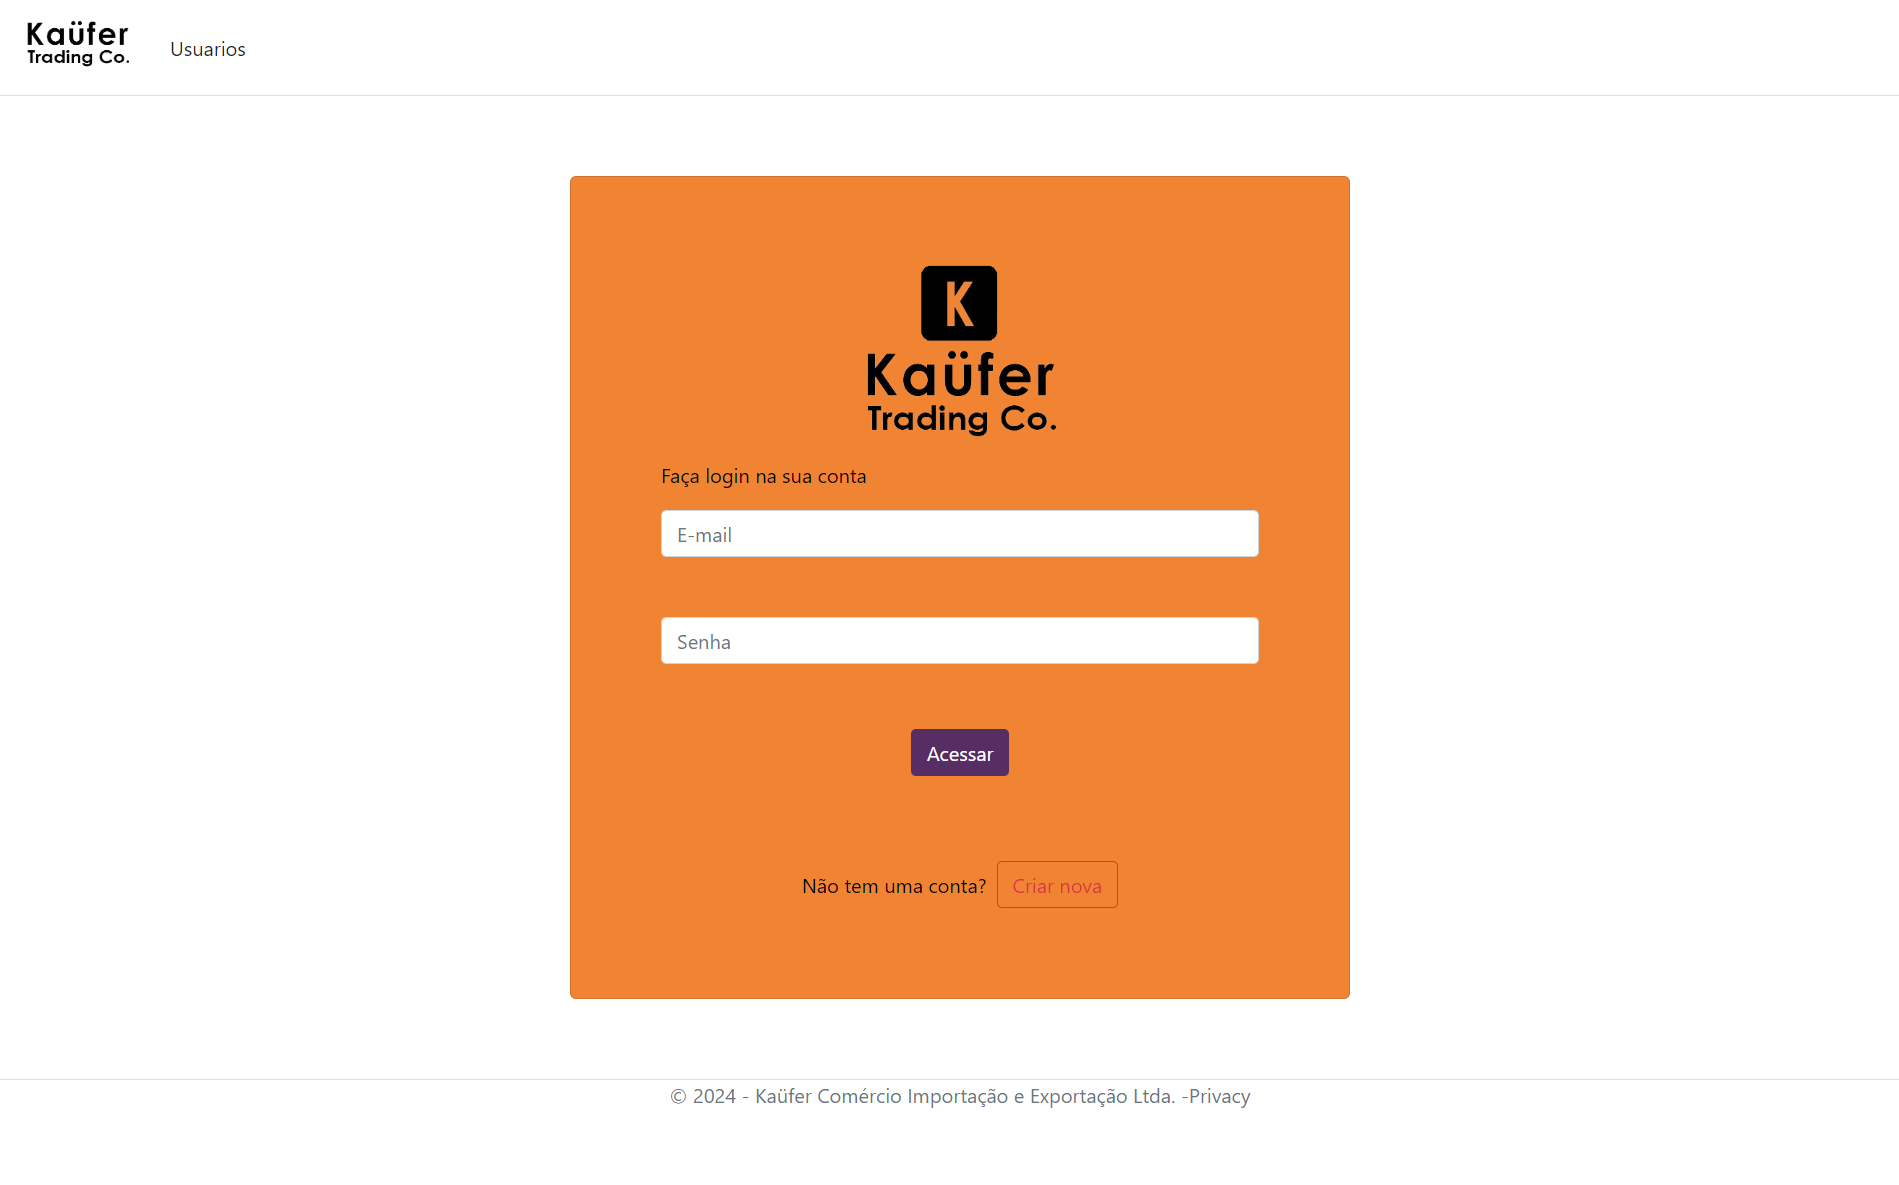 Kaüfer
Trading Co.
Usuarios
K
Kaüfer
Trading Co.
Faça login na sua conta
E-mail
Senha
Acessar
Não tem uma conta? Criar nova
© 2024 - Kaüfer Comércio Importação e Exportação Ltda. -Privacy